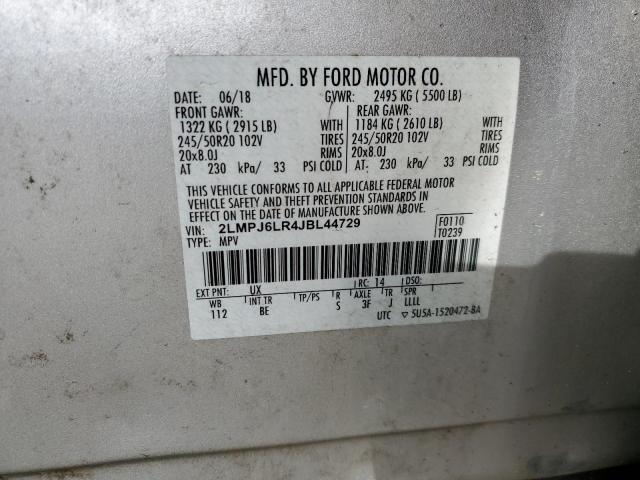 MFD. BY FORD MOTOR CO.
DATE: 06/18 GVWR: 2495 KG ( 5500 LB)
FRONT GAWR: REAR GAWR:
1322 KG ( 2915 LB) WITH 1184 KG ( 2610 LB) WITH
245/50R20 102V TIRES 245/50R20 102V TIRES
20x8.0J RIMS 20x8.0J RIMS
AT 230 kPa/ 33 PSI COLD AT: 230 kPa/ 33 PSI COLD
THIS VEHICLE CONFORMS TO ALL APPLICABLE FEDERAL MOTOR
VEHICLE SAFETY AND THEFT PREVENTION STANDARDS IN
EFFECT ON THE DATE OF MANUFACTURE SHOWN ABOVE.
VIN: 2LMPJ6LR4JBL44729 F0110
TYPE: MPV T0239
EXT PNT: UX RC: 14 DSO:
WB INT TR TP/PS R AXLE TR SPR
112 BE S 3F J LLLL
UTC ▽ 5U5A-1520472-BA